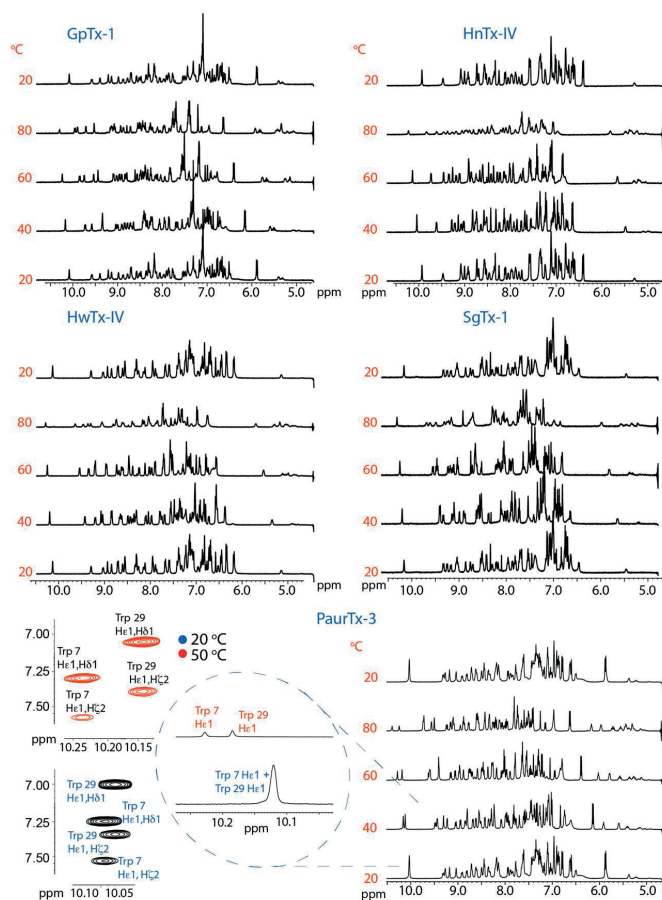 GpTx-1
HnTx-IV
ºC
20
80
60
40
20
10.0 9.0 8.0 7.0 6.0 5.0
ppm
20
80
60
40
20
10.0 9.0 8.0 7.0 6.0 5.0
ppm
HwTx-IV
SgTx-1
20
80
60
40
20
10.0 9.0 8.0 7.0 6.0 5.0
ppm
20
80
60
40
20
10.0 9.0 8.0 7.0 6.0 5.0
ppm
PaurTx-3
7.00
7.25
7.50
ppm
Trp 7
Hε1,Hδ1
Trp 29
Hε1,Hδ1
Trp 29
Hε1,Hζ2
Trp 7
Hε1,Hζ2
10.25 10.20 10.15
20 ºC
50 ºC
Trp 7
Hε1
Trp 29
Hε1
Trp 7 Hε1 +
Trp 29 Hε1
10.2 10.1
ppm
7.00
7.25
7.50
ppm
Trp 29
Hε1,Hδ1
Trp 7
Hε1,Hδ1
Trp 29
Hε1, Hζ2
Trp 7
Hε1, Hζ2
10.10 10.05
ºC
20
80
60
40
20
10.0 9.0 8.0 7.0 6.0 5.0
ppm